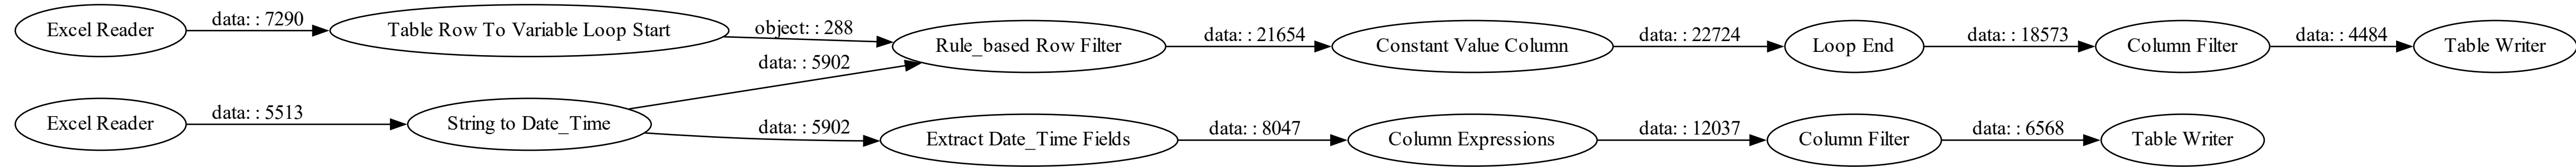 Excel Reader
data: : 7290
Table Row To Variable Loop Start
object: : 288
Rule_based Row Filter
data: : 21654
Constant Value Column
data: : 22724
Loop End
data: : 18573
Column Filter
data: : 4484
Table Writer
data: : 5902
Excel Reader
data: : 5513
String to Date_Time
data: : 5902
Extract Date_Time Fields
data: : 8047
Column Expressions
data: : 12037
Column Filter
data: : 6568
Table Writer